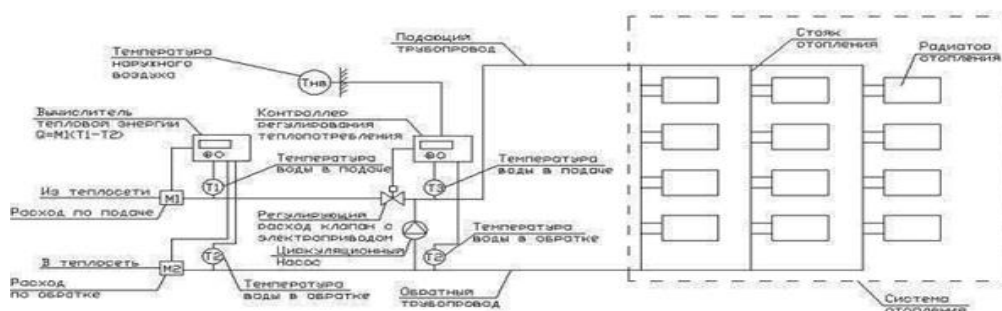 Температура
наружного
воздуха
Тнв
Падающий
трубопровод
Стояк
отопления
Радиатор
отопления
Вычислитель
тепловой энергии
Q=M1(T1-T2)
Контроллер
регулирования
теплопотребления
Температура
воды в подаче
Температура
воды в подаче
Из теплосети
M1
T1
T3
Расход по подаче
Регулирующий
расход клапан с
электроприводом
Циркуляционный
Насос
Температура
воды в обратке
В теплосеть
M2
T2
T2
Расход
по обратке
Температура
воды в обратке
Обратный
трубопровод
Система
отопления